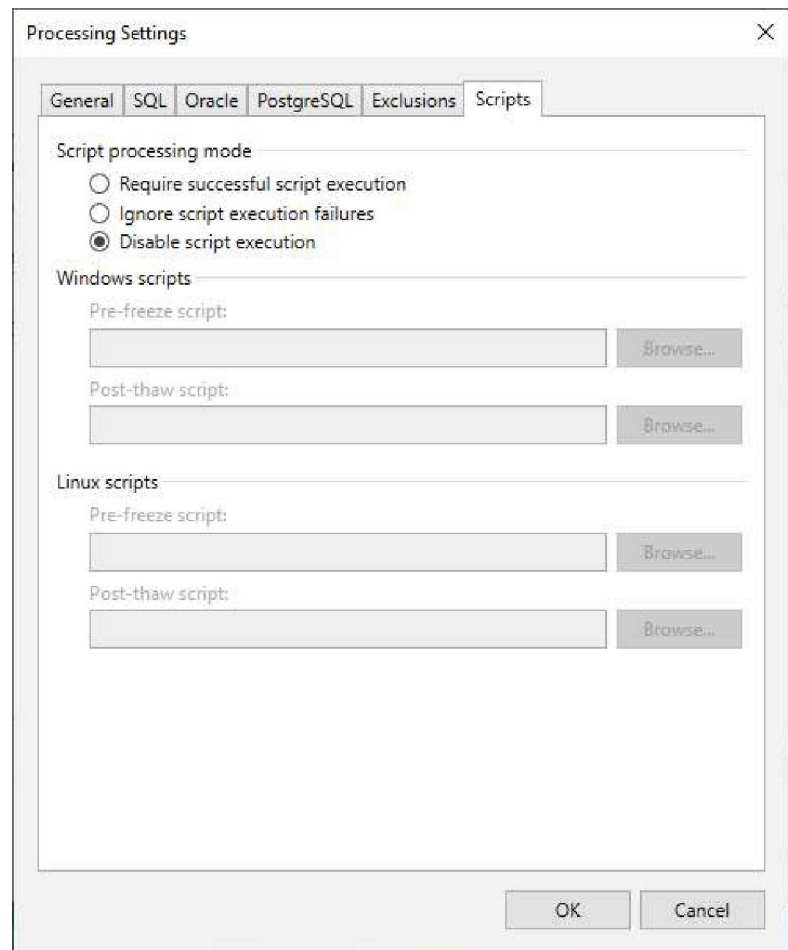 Processing Settings
General SQL Oracle PostgreSQL Exclusions Scripts
Script processing mode
Require successful script execution
Ignore script execution failures
Disable script execution
Windows scripts
Pre-freeze script:
Browse...
Post-thaw script:
Browse...
Linux scripts
Pre-freeze script:
Browse...
Post-thaw script:
Browse...
OK Cancel